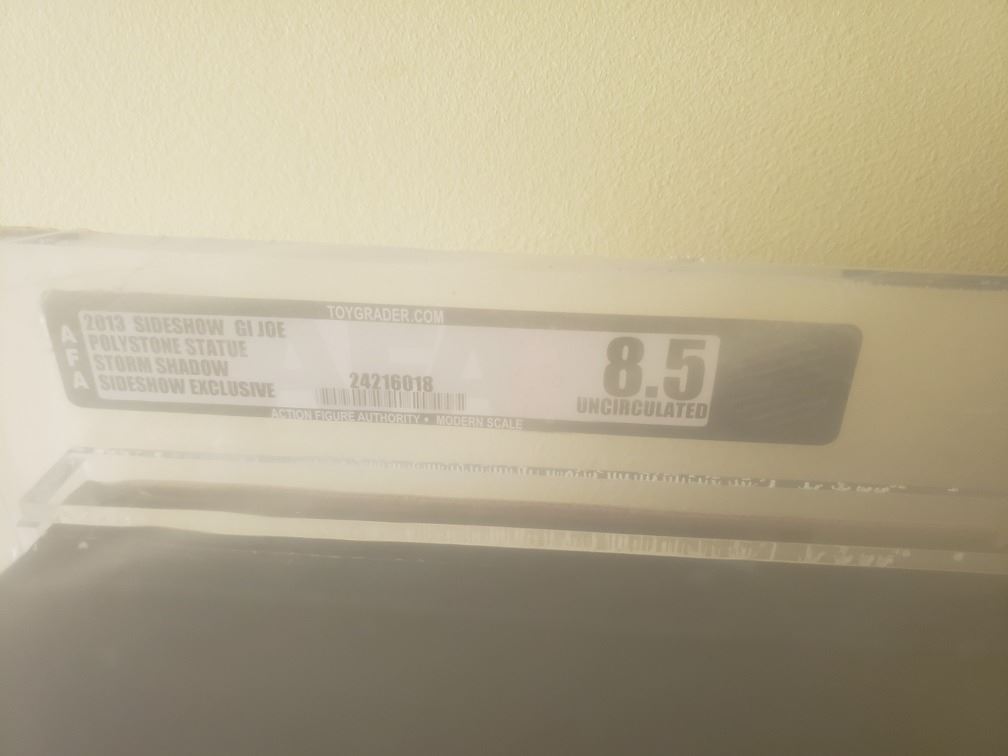 TOYGRADER.COM
AFA
2013 SIDESHOW GI JOE
POLYSTONE STATUE
STORM SHADOW
SIDESHOW EXCLUSIVE
24216018
8.5
UNCIRCULATED
ACTION FIGURE AUTHORITY • MODERN SCALE